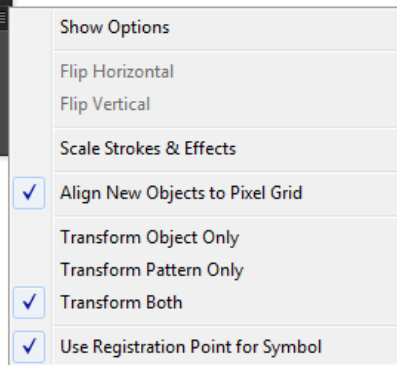 Show Options
Flip Horizontal
Flip Vertical
Scale Strokes & Effects
Align New Objects to Pixel Grid
Transform Object Only
Transform Pattern Only
Transform Both
Use Registration Point for Symbol